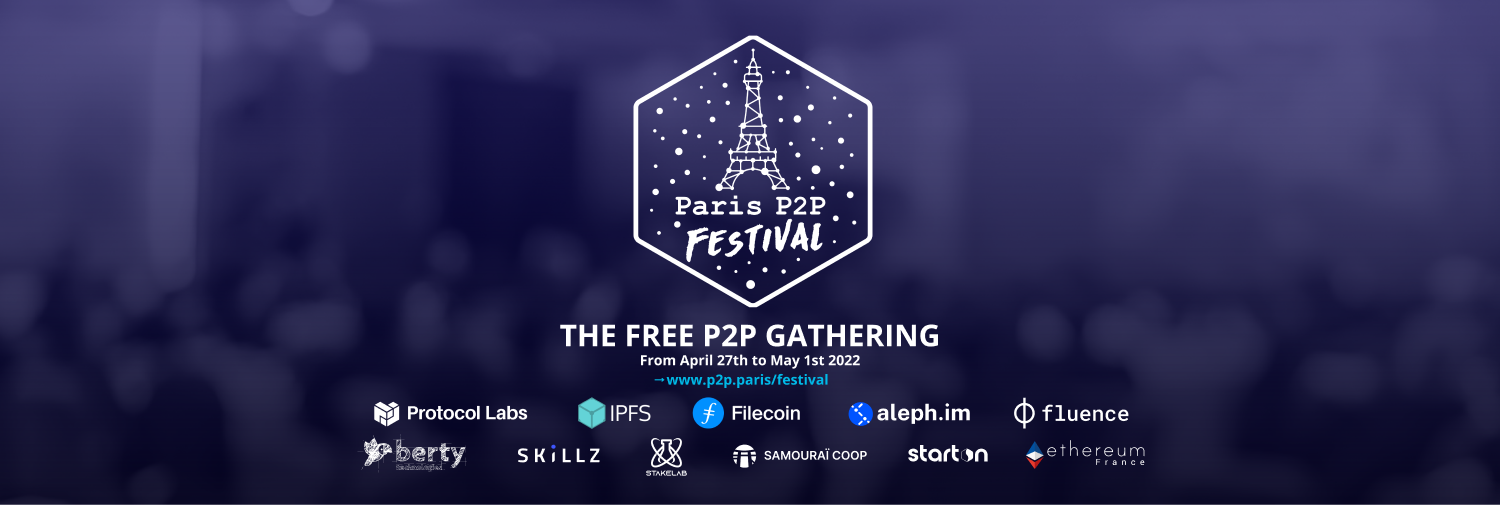 Paris P2P
FESTIVAL
THE FREE P2P GATHERING
From April 27th to May 1st 2022
→www.p2p.paris/festival
Protocol Labs
IPFS
Filecoin
aleph.im
fluence
berty
technologies
SKiLLZ
STAKELAB
SAMOURAÏ COOP
starton
ethereum
France